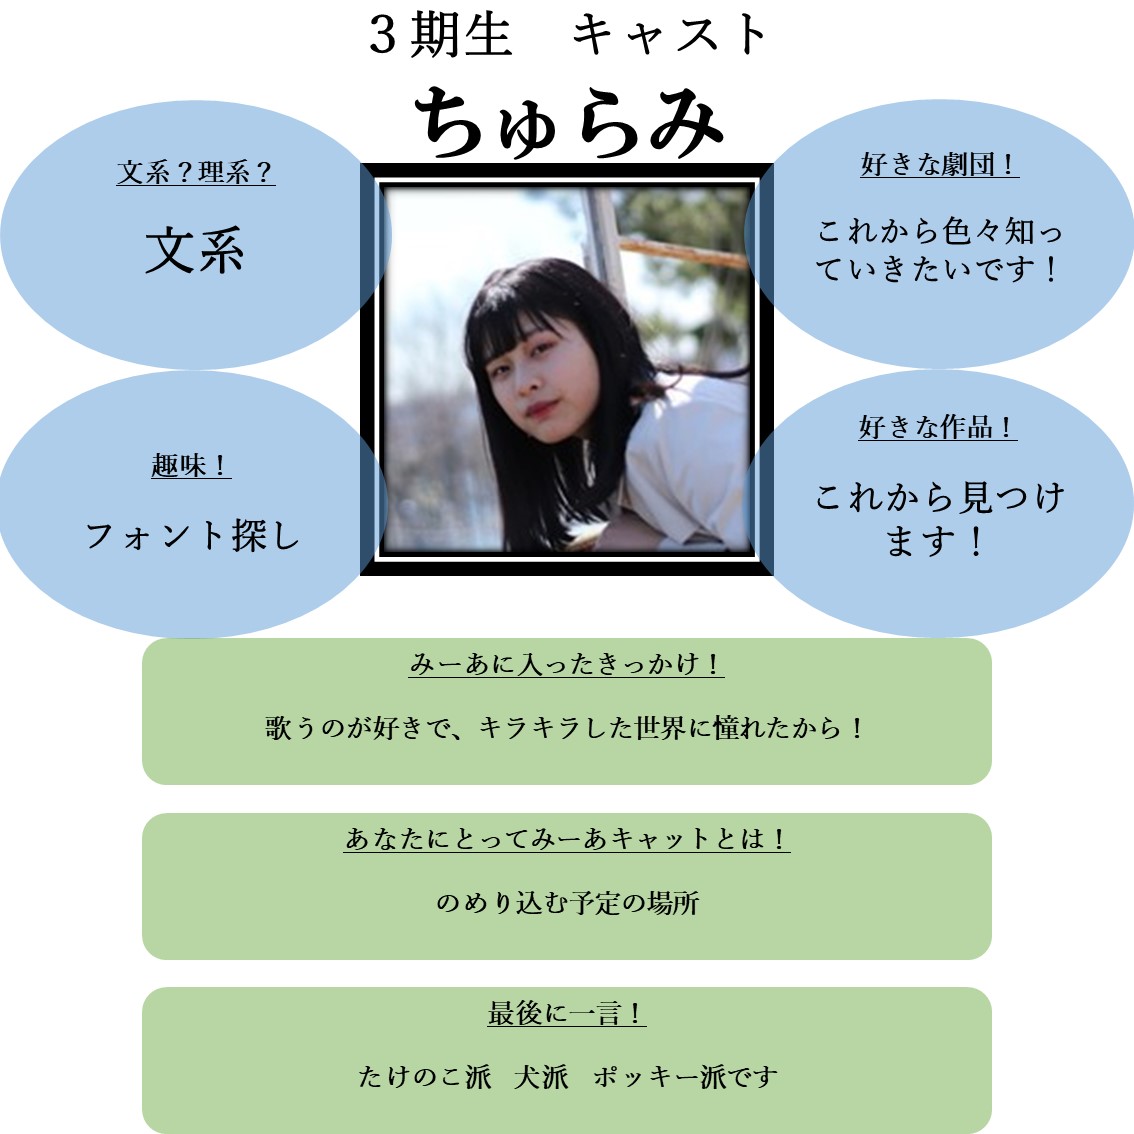 ３期生　キャスト
ちゅらみ
文系？理系？
文系
好きな劇団！
これから色々知っ
ていきたいです！
趣味！
フォント探し
好きな作品！
これから見つけ
ます！
みーあに入ったきっかけ！
歌うのが好きで、キラキラした世界に憧れたから！
あなたにとってみーあキャットとは！
のめり込む予定の場所
最後に一言！
たけのこ派　犬派　ポッキー派です